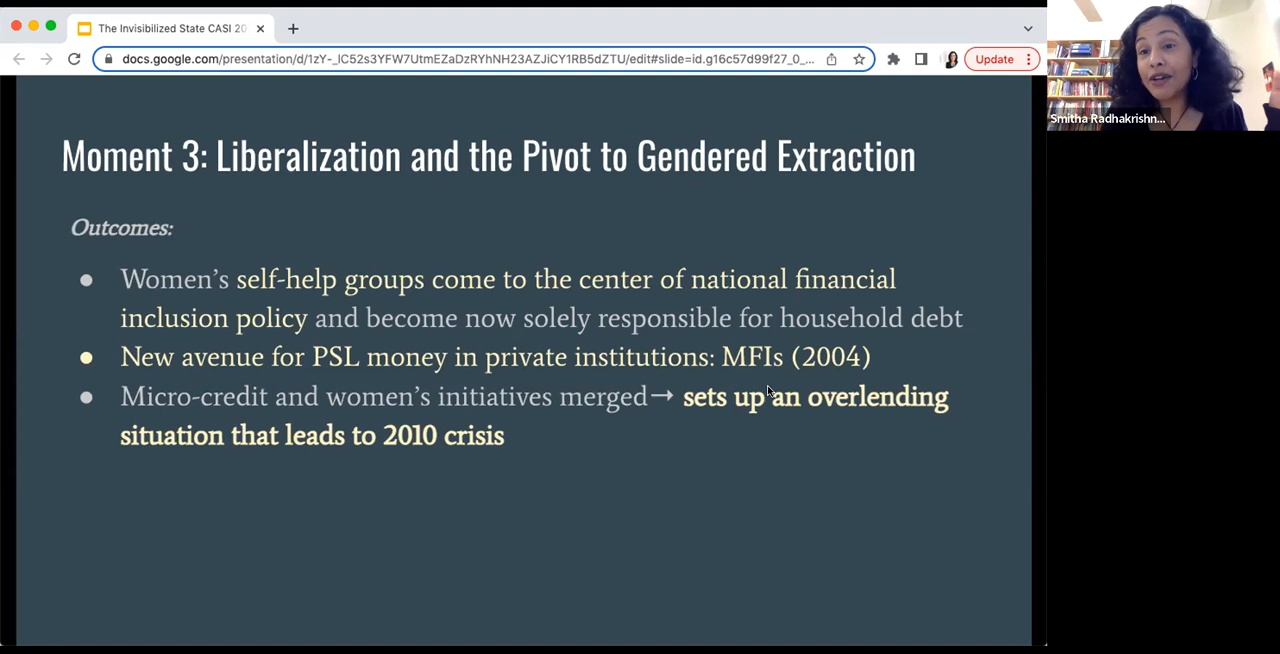 The Invisibilized State CASI 20
docs.google.com/presentation/d/1zY-_lC52s3YFW7UtmEZaDzRYhNH23AZJiCY1RB5dZTU/edit#slide=id.g16c57d99f27_0_...
Update
Smitha Radhakrishn...
Moment 3: Liberalization and the Pivot to Gendered Extraction
Outcomes:
● Women’s self-help groups come to the center of national financial
inclusion policy and become now solely responsible for household debt
● New avenue for PSL money in private institutions: MFIs (2004)
● Micro-credit and women’s initiatives merged→ sets up an overlending
situation that leads to 2010 crisis